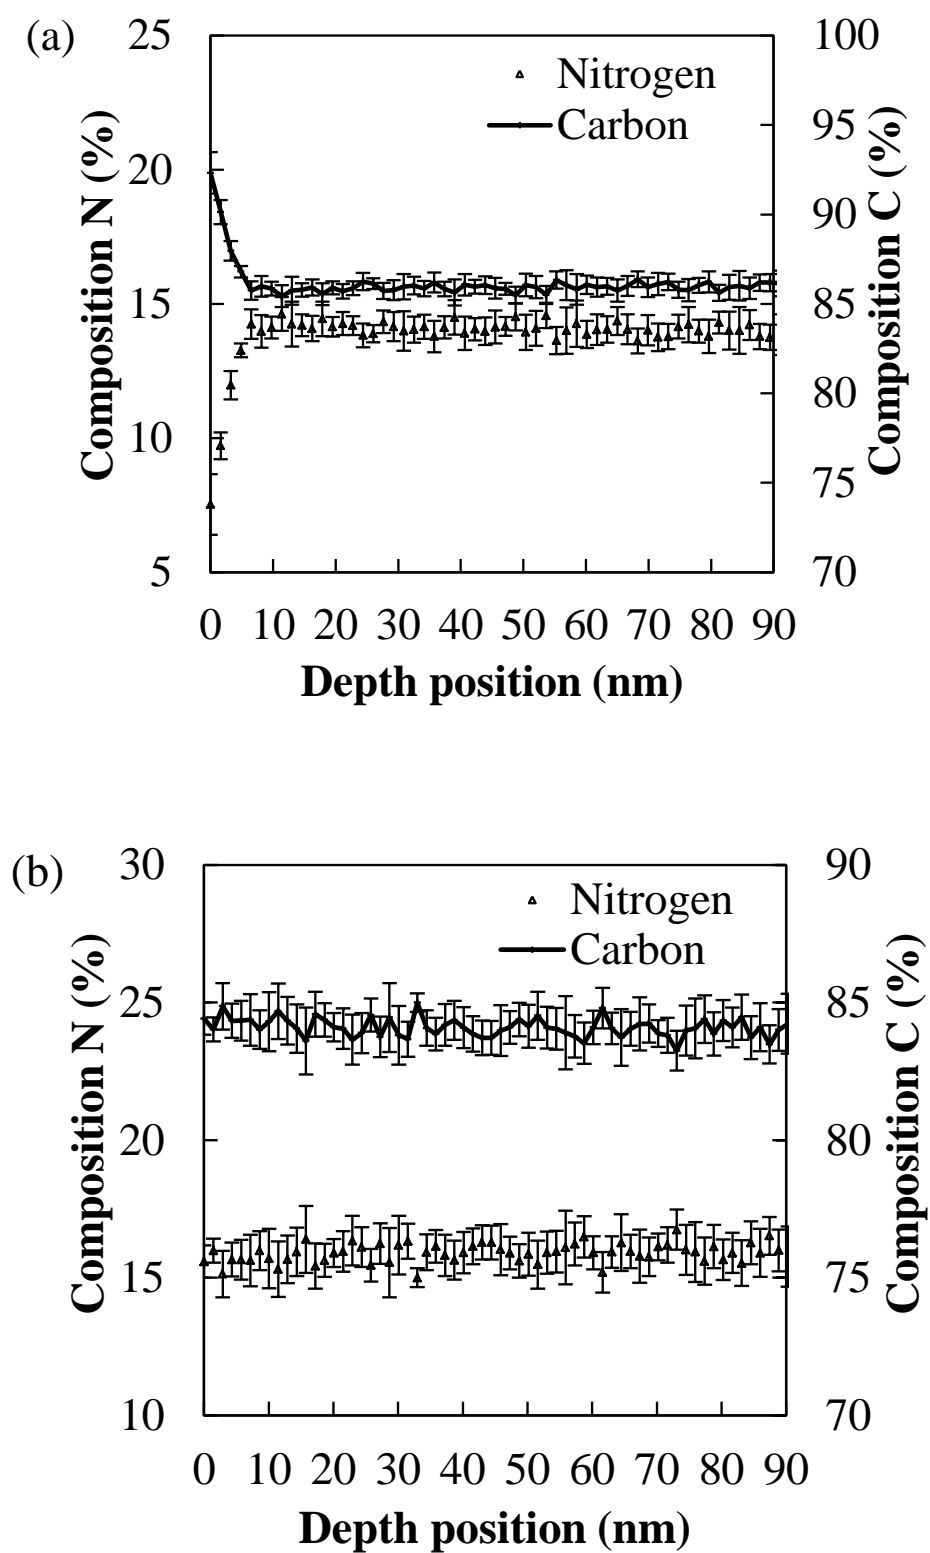 (a)
Composition N (%)
25
20
15
10
5
Nitrogen
Carbon
100
95
90
85
80
75
70
Composition C (%)
0 10 20 30 40 50 60 70 80 90
Depth position (nm)
(b)
Composition N (%)
30
25
20
15
10
Nitrogen
Carbon
90
85
80
75
70
Composition C (%)
0 10 20 30 40 50 60 70 80 90
Depth position (nm)